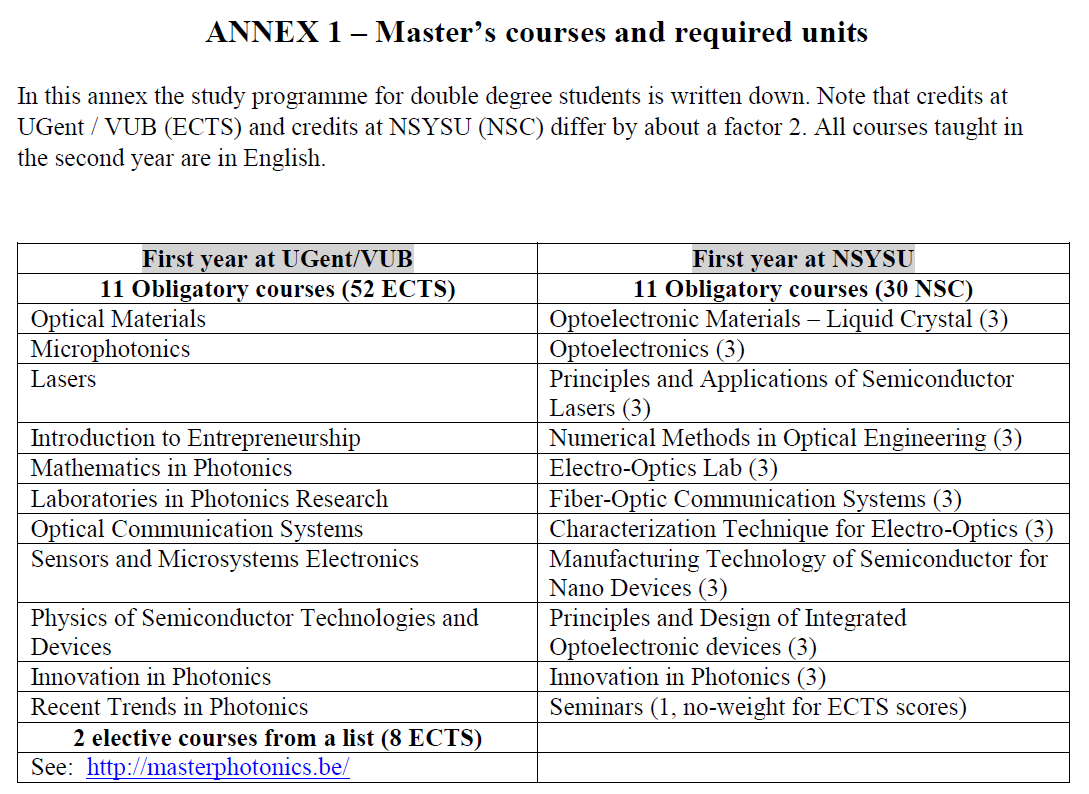 ANNEX 1 – Master’s courses and required units
In this annex the study programme for double degree students is written down. Note that credits at
UGent / VUB (ECTS) and credits at NSYSU (NSC) differ by about a factor 2. All courses taught in
the second year are in English.
First year at UGent/VUB
First year at NSYSU
11 Obligatory courses (52 ECTS)
11 Obligatory courses (30 NSC)
Optical Materials
Optoelectronic Materials – Liquid Crystal (3)
Microphotonics
Optoelectronics (3)
Lasers
Principles and Applications of Semiconductor
Lasers (3)
Introduction to Entrepreneurship
Numerical Methods in Optical Engineering (3)
Mathematics in Photonics
Electro-Optics Lab (3)
Laboratories in Photonics Research
Fiber-Optic Communication Systems (3)
Optical Communication Systems
Characterization Technique for Electro-Optics (3)
Sensors and Microsystems Electronics
Manufacturing Technology of Semiconductor for
Nano Devices (3)
Physics of Semiconductor Technologies and
Devices
Principles and Design of Integrated
Optoelectronic devices (3)
Innovation in Photonics
Innovation in Photonics (3)
Recent Trends in Photonics
Seminars (1, no-weight for ECTS scores)
2 elective courses from a list (8 ECTS)
See: http://masterphotonics.be/